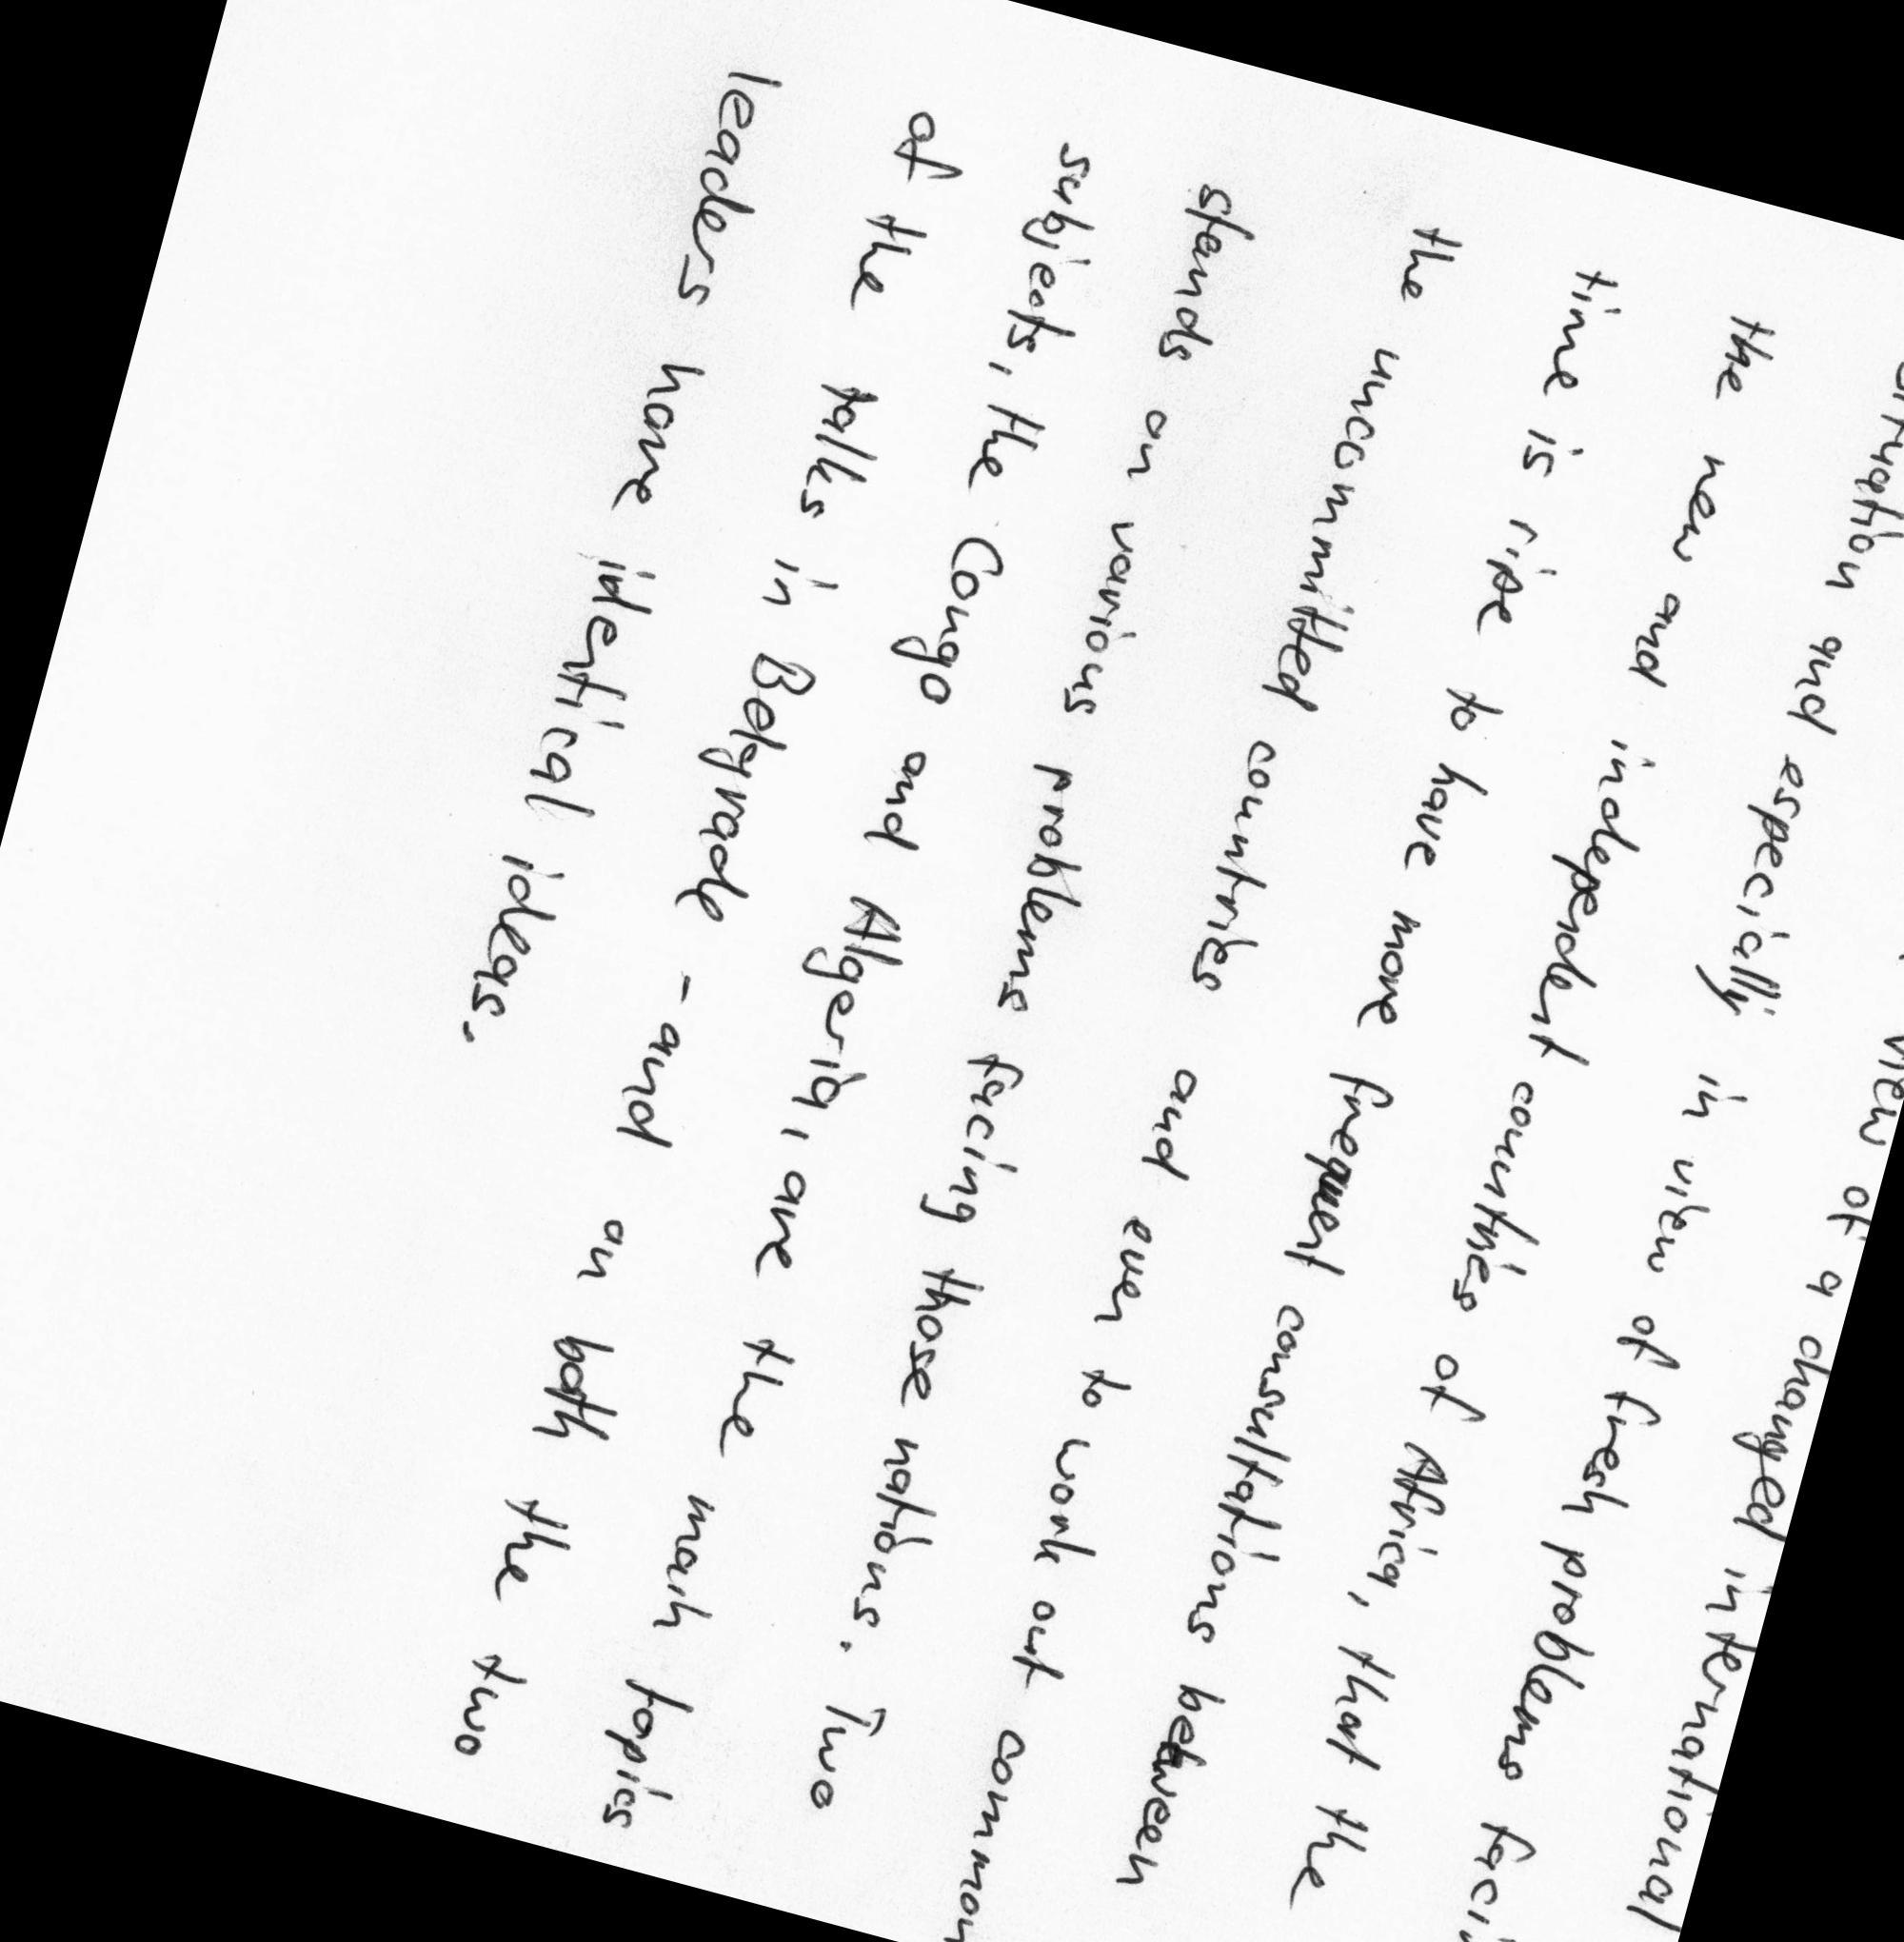 view of a changed international
situation and especially in view of fresh problems
the new and independent countries of Africa, that the
time is ripe to have more frequent consultations between
the uncommitted countries and even to work out common
stands on various problems facing those nations. Two
subjects, the Congo and Algeria, are the main topics
of the talks in Belgrade - and on both the two
leaders have identical ideas.